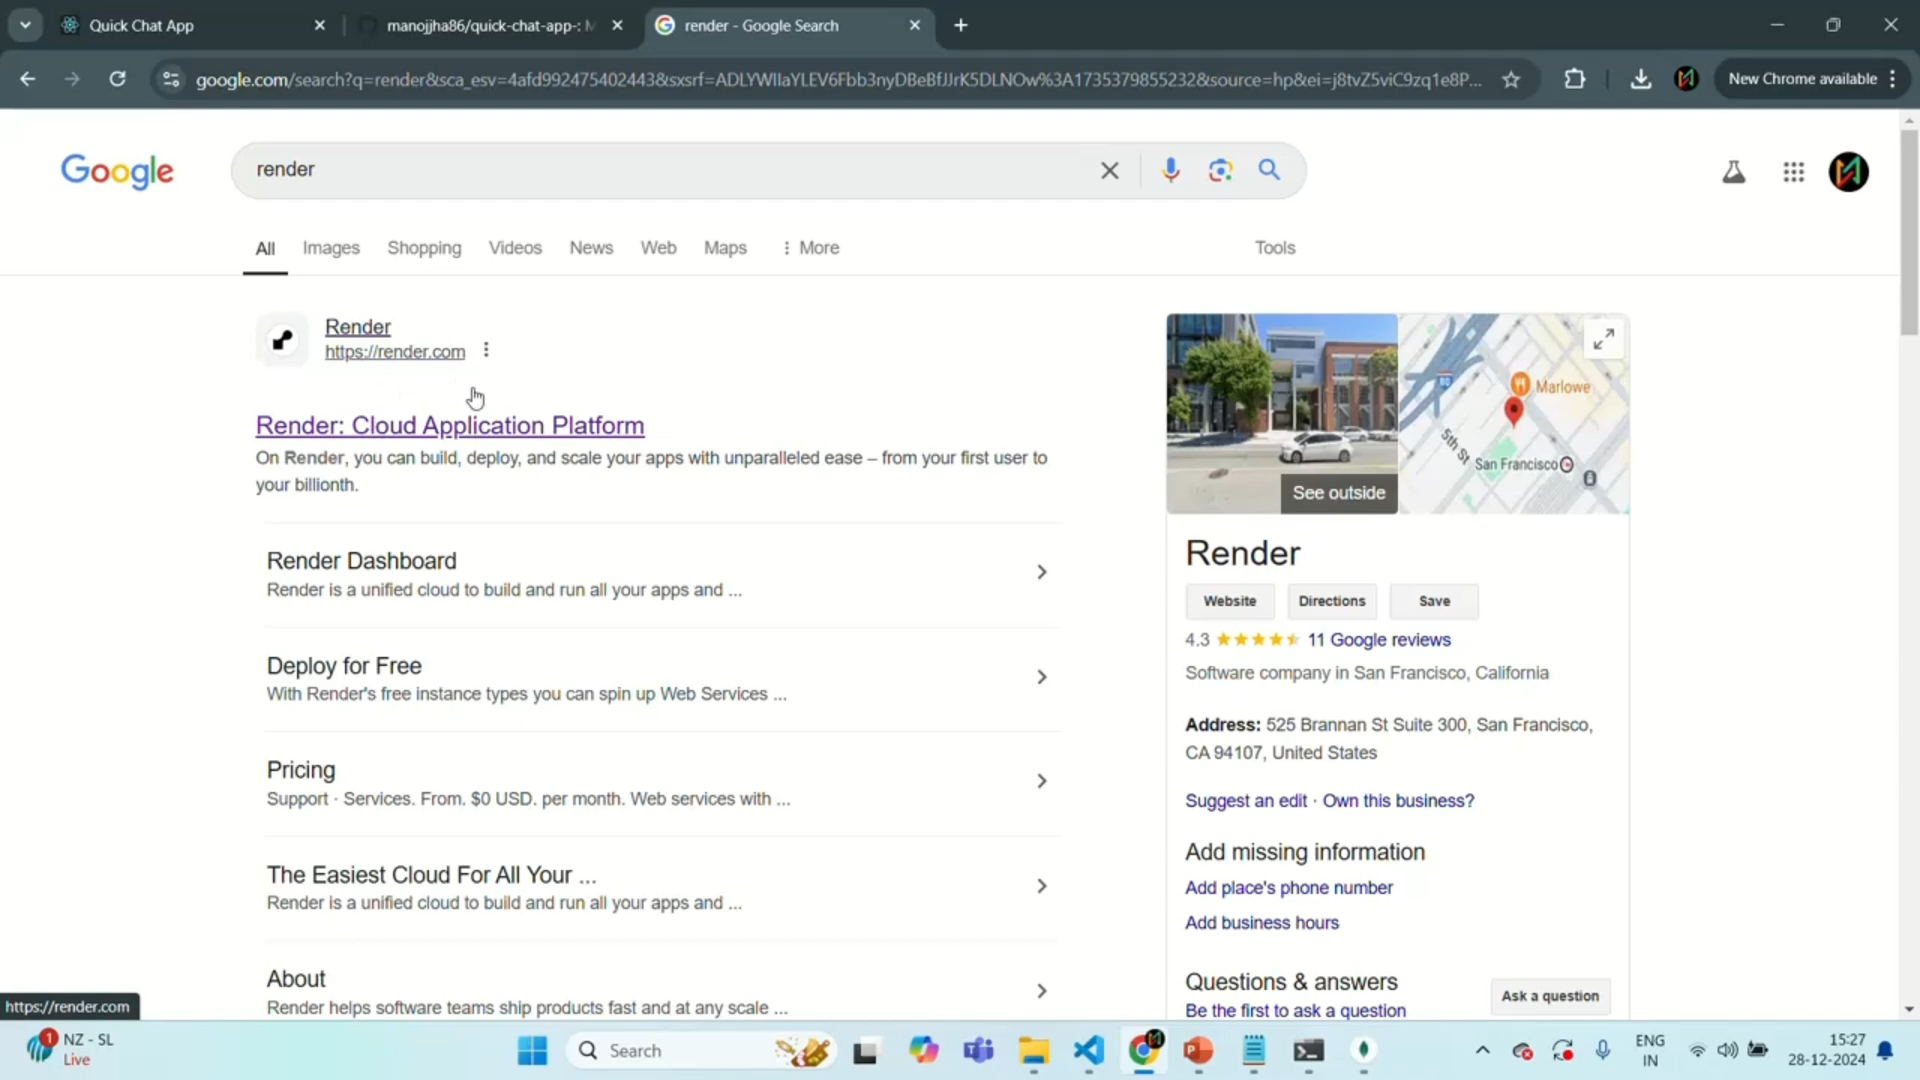 Quick Chat App
manojjha86/quick-chat-app-: M
render - Google Search
google.com/search?q=render&sca_esv=4afd992475402443&sxsrf=ADLYWIIaYLEV6Fbb3nyDBeBfJJrK5DLNOw%3A1735379855232&source=hp&ei=j8tvZ5viC9zq1e8P...
New Chrome available
Google
render
All Images Shopping Videos News Web Maps More
Tools
Render
https://render.com
Render: Cloud Application Platform
On Render, you can build, deploy, and scale your apps with unparalleled ease – from your first user to
your billionth.
Render Dashboard
Render is a unified cloud to build and run all your apps and ...
Deploy for Free
With Render's free instance types you can spin up Web Services ...
Pricing
Support · Services. From. $0 USD. per month. Web services with ...
The Easiest Cloud For All Your ...
Render is a unified cloud to build and run all your apps and ...
About
Render helps software teams ship products fast and at any scale ...
https://render.com
80
Marlowe
5th St
San Francisco
See outside
Render
Website Directions Save
4.3 11 Google reviews
Software company in San Francisco, California
Address: 525 Brannan St Suite 300, San Francisco,
CA 94107, United States
Suggest an edit · Own this business?
Add missing information
Add place's phone number
Add business hours
Questions & answers
Be the first to ask a question
Ask a question
1
NZ - SL
Live
Search
ENG
IN
15:27
28-12-2024